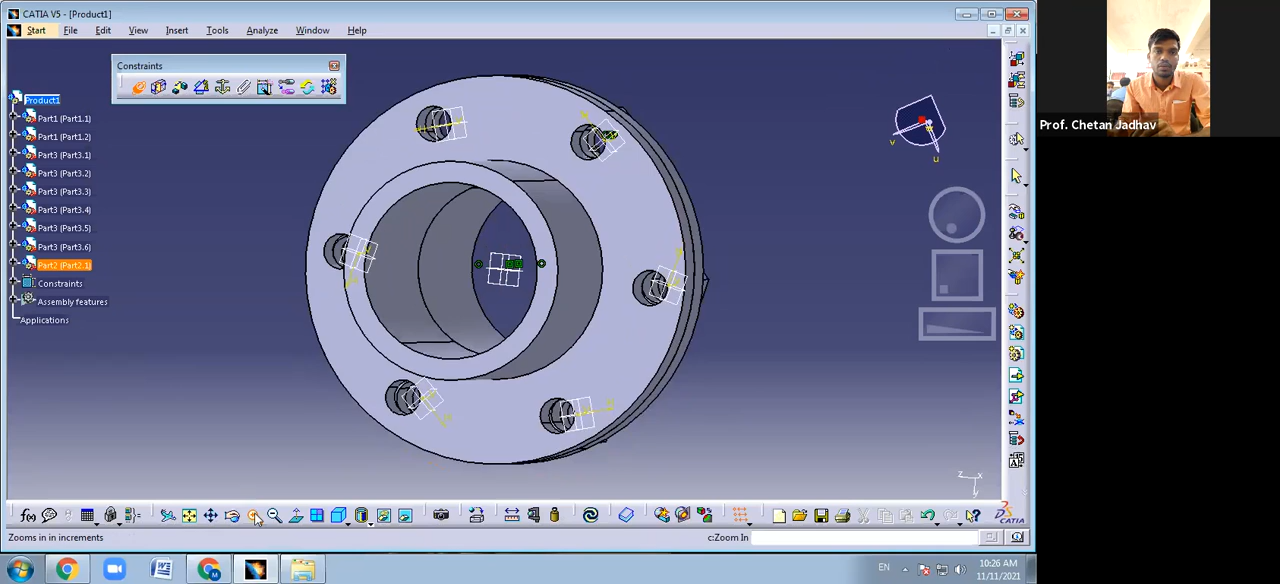 CATIA V5 - [Product1]
Start File Edit View Insert Tools Analyze Window Help
Constraints
Product1
Part1 (Part1.1)
Part1 (Part1.2)
Part3 (Part3.1)
Part3 (Part3.2)
Part3 (Part3.3)
Part3 (Part3.4)
Part3 (Part3.5)
Part3 (Part3.6)
Part2 (Part2.1)
Constraints
Assembly features
Applications
v
u
z x
y
f(x)
CATIA
Zooms in in increments
c:Zoom In
EN
10:26 AM
11/11/2021
Prof. Chetan Jadhav